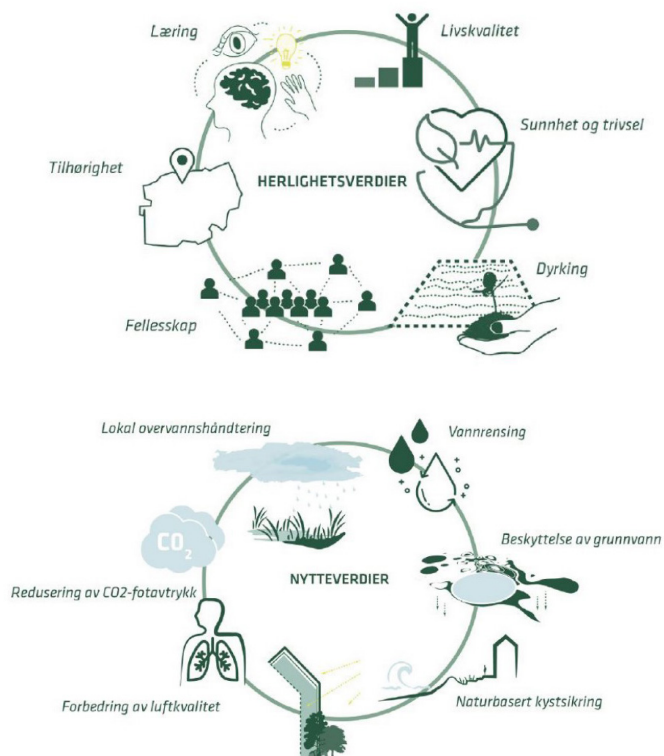 Læring
Livskvalitet
Sunnhet og trivsel
Tilhørighet
HERLIGHETSVERDIER
Dyrking
Fellesskap
Lokal overvannshåndtering
Vannrensing
CO2
Beskyttelse av grunnvann
NYTTEVERDIER
Redusering av CO2-fotavtrykk
Forbedring av luftkvalitet
Naturbasert kystsikring